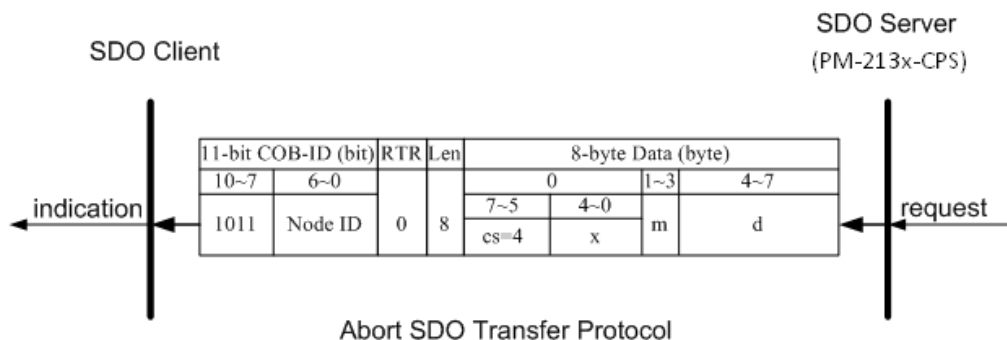 SDO Server
SDO Client
(PM-213x-CPS)
11-bit COB-ID (bit) RTR Len 8-byte Data (byte)
10~7 6~0 0 1~3 4~7
7~5 4~0
indication 1011 Node ID 0 8 m d request
cs=4 x
Abort SDO Transfer Protocol